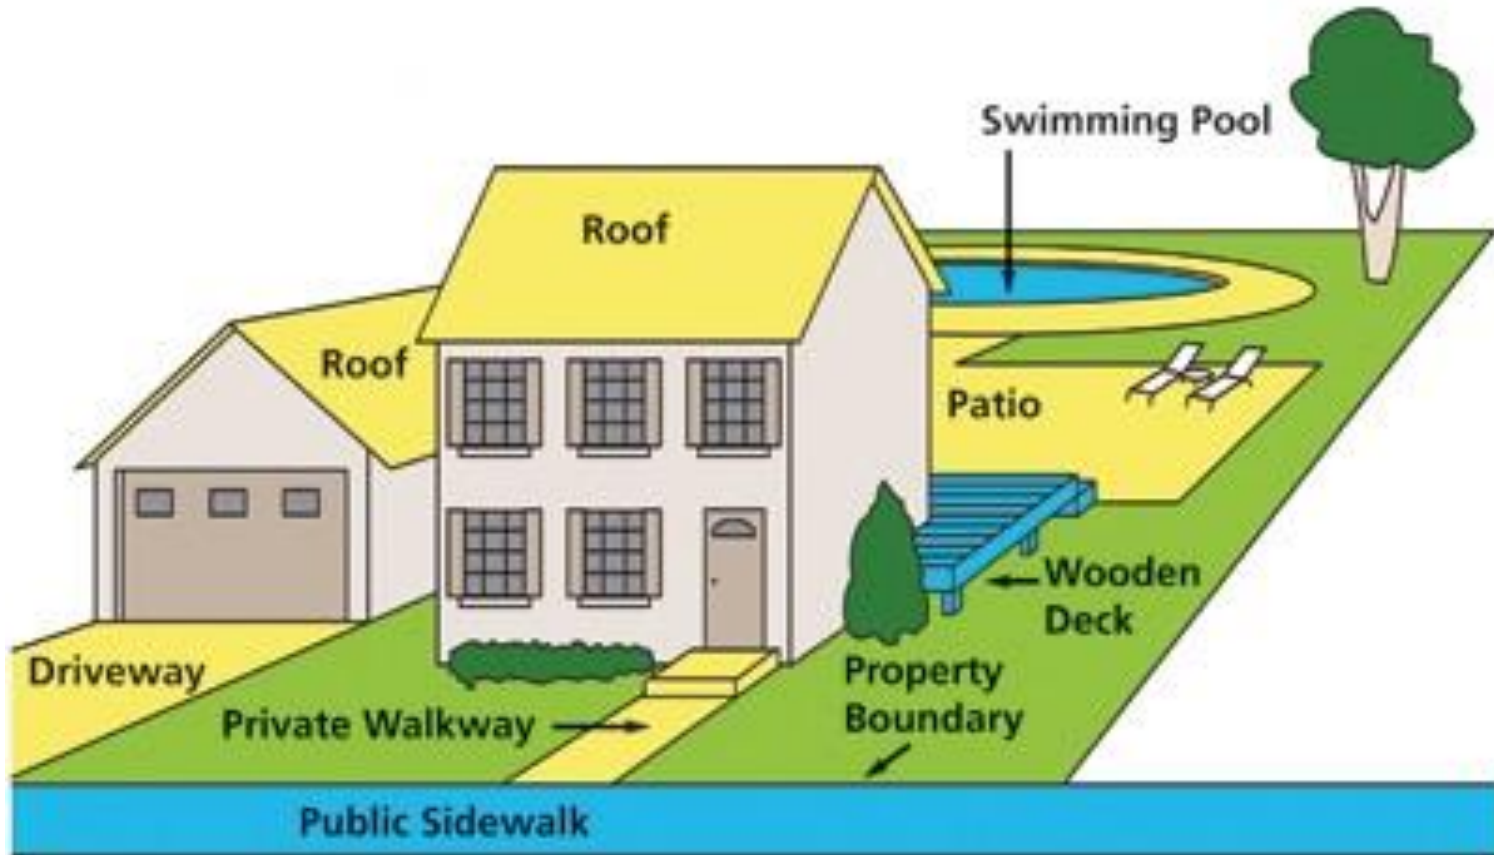 Swimming Pool
Roof
Roof
Patio
Wooden
Deck
Driveway
Property
Boundary
Private Walkway
Public Sidewalk